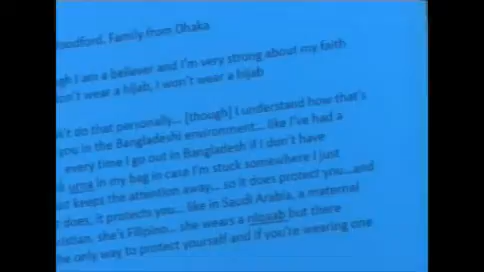 Woodford. Family from Dhaka
I am a believer and I'm very strong about my faith
won't wear a hijab, I won't wear a hijab
do that personally... [though] I understand how that's
you in the Bangladeshi environment... like I've had a
every time I go out in Bangladesh if I don't have
urna in my bag in case I'm stuck somewhere I just
keeps the attention away... so it does protect you...and
does, it protects you... like in Saudi Arabia, a maternal
she's Filipino... she wears a niqaab but there
the only way to protect yourself and if you're wearing one